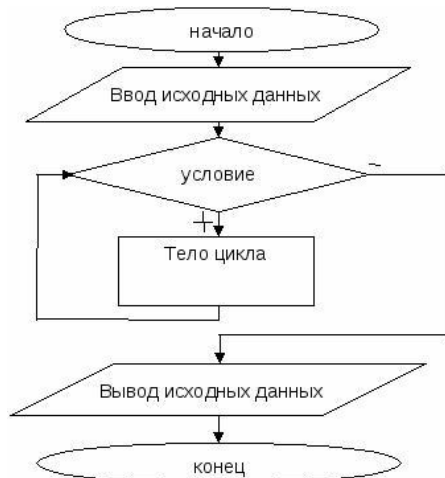 начало
Ввод исходных данных
условие
-
+
Тело цикла
Вывод исходных данных
конец